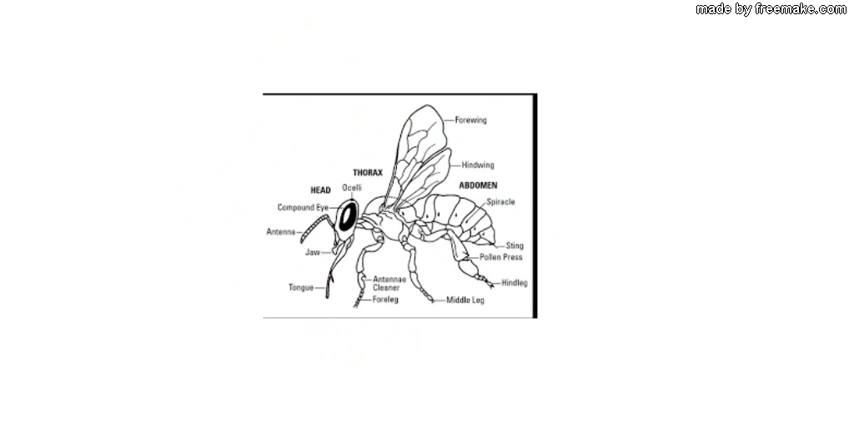 made by freemake.com
Forewing
Hindwing
THORAX
HEAD
Ocelli
ABDOMEN
Compound Eye
Spiracle
Antenna
Jaw
Sting
Pollen Press
Tongue
Antennae
Cleaner
Hindleg
Foreleg
Middle Leg